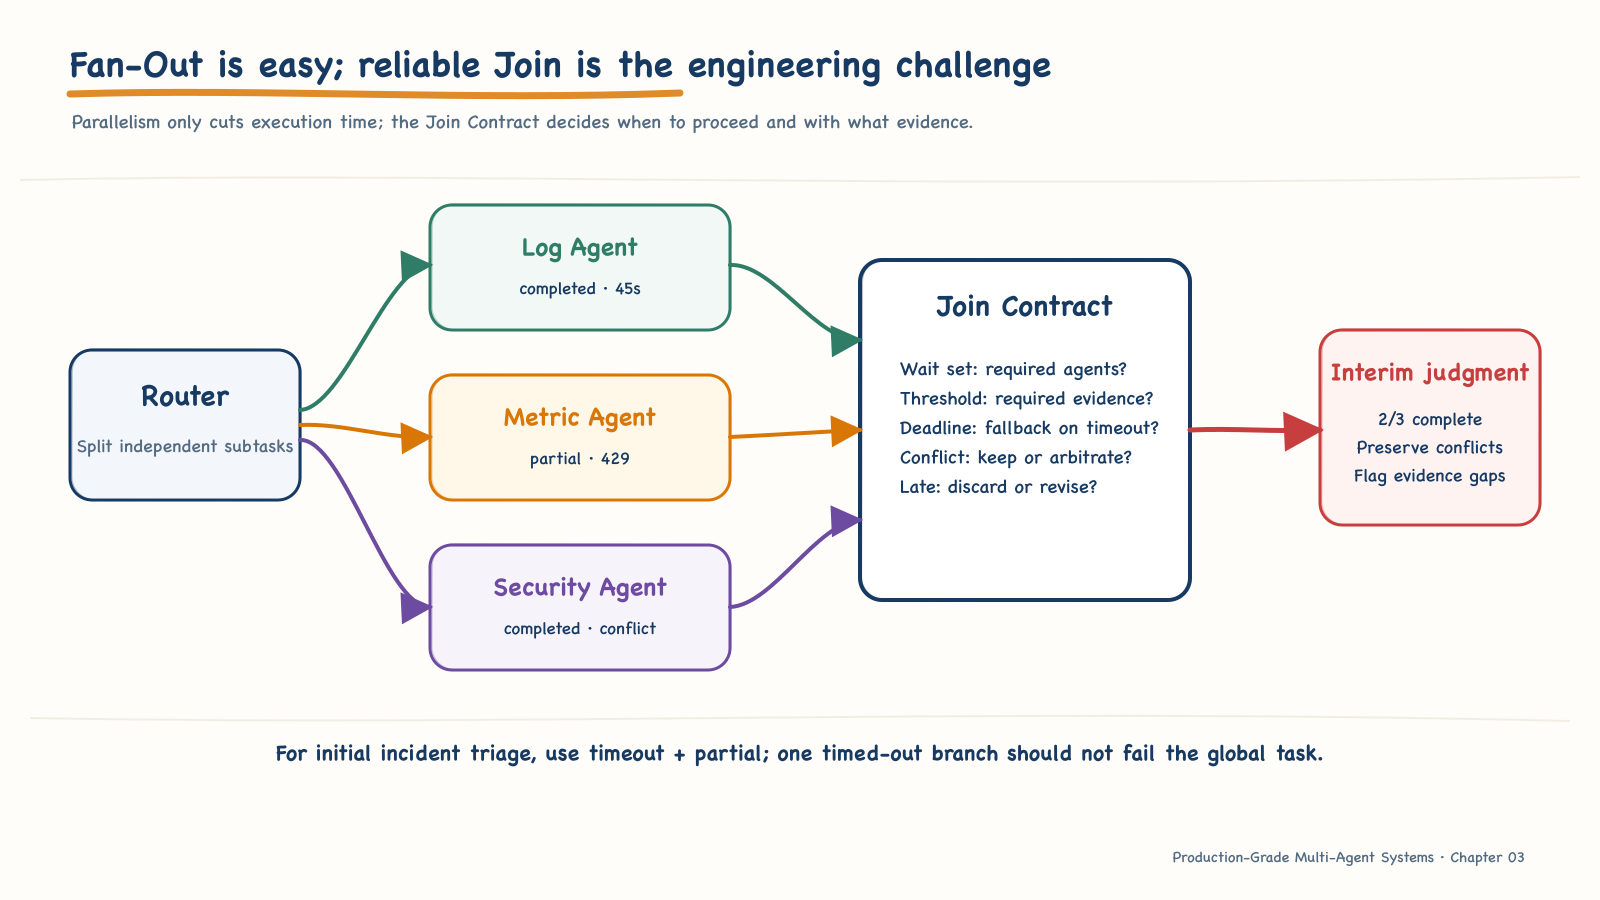 Fan-Out is easy; reliable Join is the engineering challenge
Parallelism only cuts execution time; the Join Contract decides when to proceed and with what evidence.
Router
Split independent subtasks
Log Agent
completed · 45s
Metric Agent
partial · 429
Security Agent
completed · conflict
Join Contract
Wait set: required agents?
Threshold: required evidence?
Deadline: fallback on timeout?
Conflict: keep or arbitrate?
Late: discard or revise?
Interim judgment
2/3 complete
Preserve conflicts
Flag evidence gaps
For initial incident triage, use timeout + partial; one timed-out branch should not fail the global task.
Production-Grade Multi-Agent Systems · Chapter 03